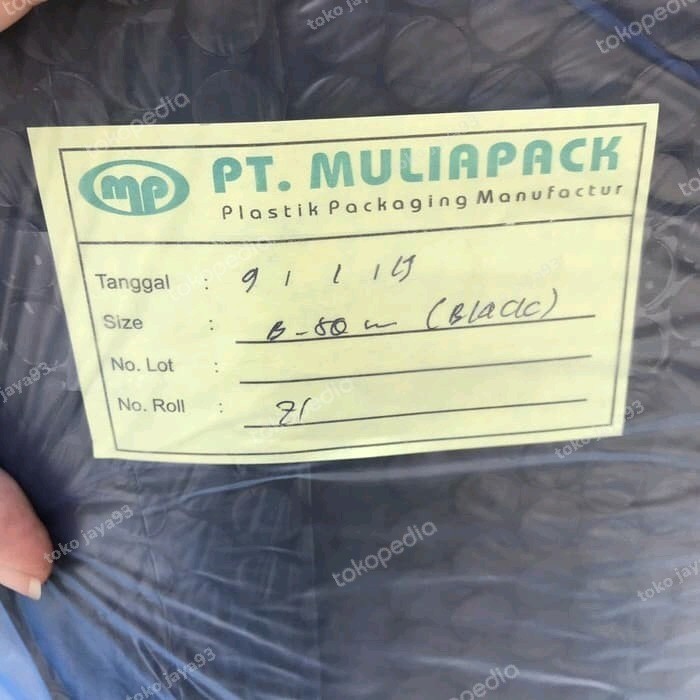 mp PT. MULIAPACK
Plastik Packaging Manufactur
Tanggal : 9 / 1 / 19
Size : B-50 cm (Black)
No. Lot :
No. Roll : 21
tokopedia
toko jaya93